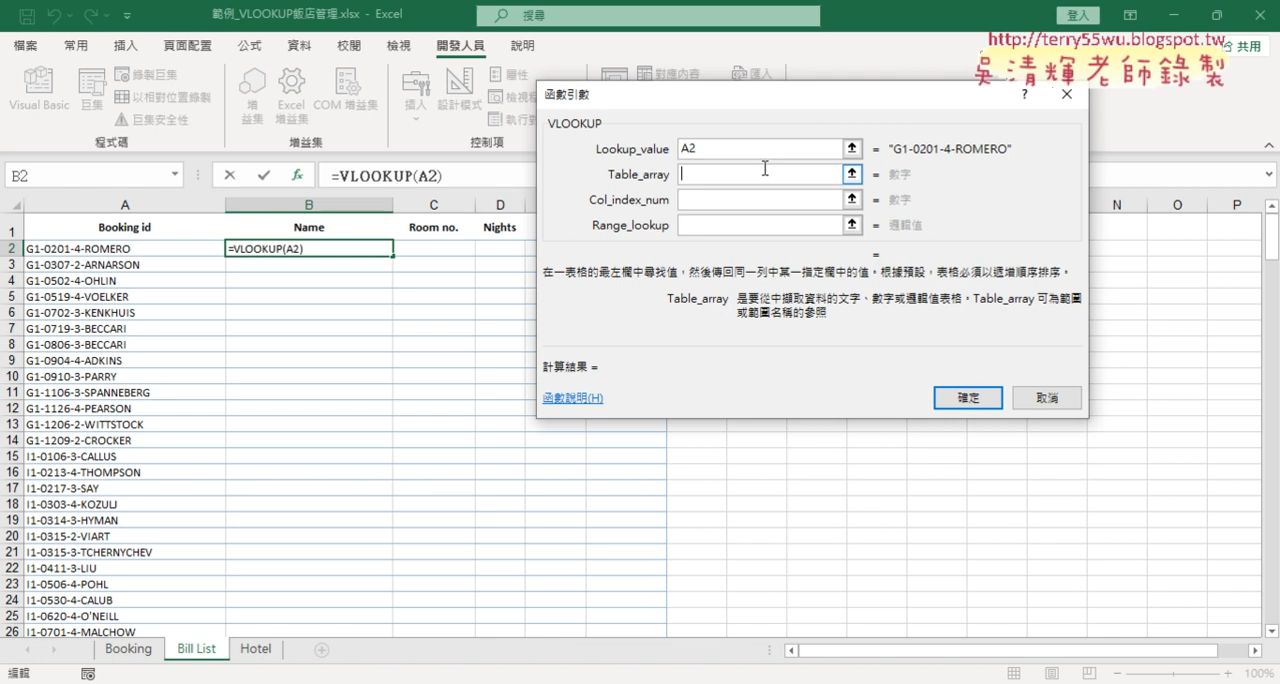 範例_VLOOKUP飯店管理.xlsx - Excel
搜尋
登入
檔案 常用 插入 頁面配置 公式 資料 校閱 檢視 開發人員 說明
共用
http://terry55wu.blogspot.tw
吳清輝老師錄製
Visual Basic 巨集 錄製巨集
以相對位置錄製
巨集安全性
程式碼
增益集 Excel 增益集 COM 增益集
增益集
插入 設計模式 屬性
檢視程
執行對
控制項
對應內容 匯入
B2 =VLOOKUP(A2)
A B C D N O P
1 Booking id Name Room no. Nights
2 G1-0201-4-ROMERO =VLOOKUP(A2)
3 G1-0307-2-ARNARSON
4 G1-0502-4-OHLIN
5 G1-0519-4-VOELKER
6 G1-0702-3-KENKHUIS
7 G1-0719-3-BECCARI
8 G1-0806-3-BECCARI
9 G1-0904-4-ADKINS
10 G1-0910-3-PARRY
11 G1-1106-3-SPANNEBERG
12 G1-1126-4-PEARSON
13 G1-1206-2-WITTSTOCK
14 G1-1209-2-CROCKER
15 I1-0106-3-CALLUS
16 I1-0213-4-THOMPSON
17 I1-0217-3-SAY
18 I1-0303-4-KOZULJ
19 I1-0314-3-HYMAN
20 I1-0315-2-VIART
21 I1-0315-3-TCHERNYCHEV
22 I1-0411-3-LIU
23 I1-0506-4-POHL
24 I1-0530-4-CALUB
25 I1-0620-4-O'NEILL
26 I1-0701-4-MALCHOW
函數引數 ?
VLOOKUP
Lookup_value A2 = "G1-0201-4-ROMERO"
Table_array = 數字
Col_index_num = 數字
Range_lookup = 邏輯值
=
在一表格的最左欄中尋找值，然後傳回同一列中某一指定欄中的值。根據預設，表格必須以遞增順序排序。
Table_array 是要從中擷取資料的文字、數字或邏輯值表格。Table_array 可為範圍
或範圍名稱的參照
計算結果 =
函數說明(H)
確定 取消
Booking Bill List Hotel
編輯
100%